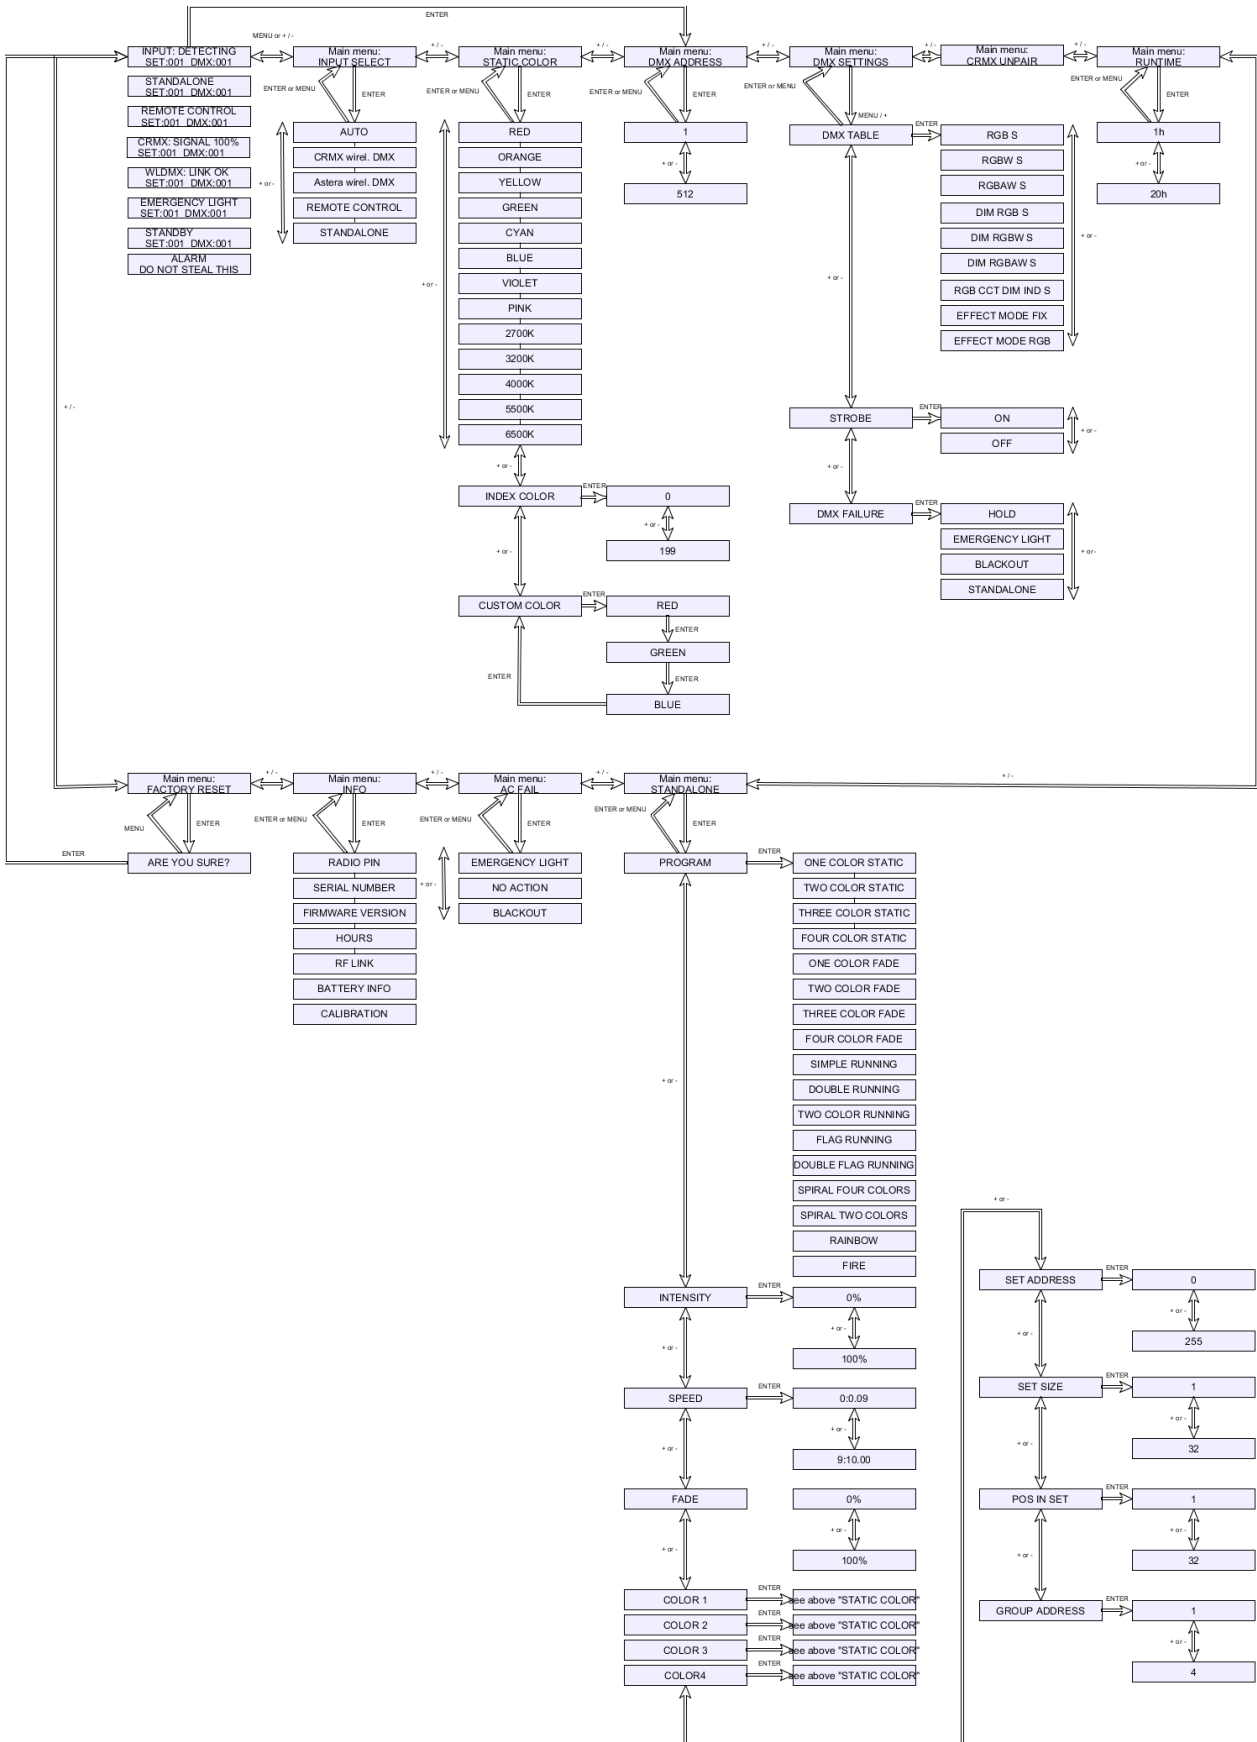 ENTER
MENU or + / -
+ / -
+ / -
+ / -
+ / -
+ / -
INPUT: DETECTING
SET:001 DMX:001
Main menu:
INPUT SELECT
Main menu:
STATIC COLOR
Main menu:
DMX ADDRESS
Main menu:
DMX SETTINGS
Main menu:
CRMX UNPAIR
Main menu:
RUNTIME
STANDALONE
SET:001 DMX:001
REMOTE CONTROL
SET:001 DMX:001
CRMX: SIGNAL 100%
SET:001 DMX:001
WLDMX: LINK OK
SET:001 DMX:001
EMERGENCY LIGHT
SET:001 DMX:001
STANDBY
SET:001 DMX:001
ALARM
DO NOT STEAL THIS
ENTER or MENU
ENTER
AUTO
CRMX wirel. DMX
Astera wirel. DMX
REMOTE CONTROL
STANDALONE
+ or -
ENTER or MENU
ENTER
RED
ORANGE
YELLOW
GREEN
CYAN
BLUE
VIOLET
PINK
2700K
3200K
4000K
5500K
6500K
+ or -
+ or -
INDEX COLOR
ENTER
0
+ or -
199
+ or -
CUSTOM COLOR
ENTER
RED
ENTER
GREEN
ENTER
BLUE
ENTER
ENTER or MENU
ENTER
1
+ or -
512
ENTER or MENU
MENU / +
DMX TABLE
ENTER
RGB S
RGBW S
RGBAW S
DIM RGB S
DIM RGBW S
DIM RGBAW S
RGB CCT DIM IND S
EFFECT MODE FIX
EFFECT MODE RGB
+ or -
+ or -
STROBE
ENTER
ON
OFF
+ or -
+ or -
DMX FAILURE
ENTER
HOLD
EMERGENCY LIGHT
BLACKOUT
STANDALONE
+ or -
ENTER or MENU
ENTER
1h
+ or -
20h
+ / -
+ / -
+ / -
+ / -
+ / -
Main menu:
FACTORY RESET
Main menu:
INFO
Main menu:
AC FAIL
Main menu:
STANDALONE
MENU
ENTER
ENTER
ARE YOU SURE?
ENTER or MENU
ENTER
RADIO PIN
SERIAL NUMBER
FIRMWARE VERSION
HOURS
RF LINK
BATTERY INFO
CALIBRATION
ENTER or MENU
ENTER
+ or -
EMERGENCY LIGHT
NO ACTION
BLACKOUT
ENTER or MENU
ENTER
PROGRAM
ENTER
ONE COLOR STATIC
TWO COLOR STATIC
THREE COLOR STATIC
FOUR COLOR STATIC
ONE COLOR FADE
TWO COLOR FADE
THREE COLOR FADE
FOUR COLOR FADE
SIMPLE RUNNING
DOUBLE RUNNING
TWO COLOR RUNNING
FLAG RUNNING
DOUBLE FLAG RUNNING
SPIRAL FOUR COLORS
SPIRAL TWO COLORS
RAINBOW
FIRE
+ or -
INTENSITY
ENTER
0%
+ or -
100%
+ or -
SPEED
ENTER
0:0.09
+ or -
9:10.00
+ or -
FADE
0%
+ or -
100%
+ or -
COLOR 1
ENTER
see above "STATIC COLOR"
COLOR 2
ENTER
see above "STATIC COLOR"
COLOR 3
ENTER
see above "STATIC COLOR"
COLOR4
ENTER
see above "STATIC COLOR"
+ or -
SET ADDRESS
ENTER
0
+ or -
255
+ or -
SET SIZE
ENTER
1
+ or -
32
+ or -
POS IN SET
ENTER
1
+ or -
32
+ or -
GROUP ADDRESS
ENTER
1
+ or -
4